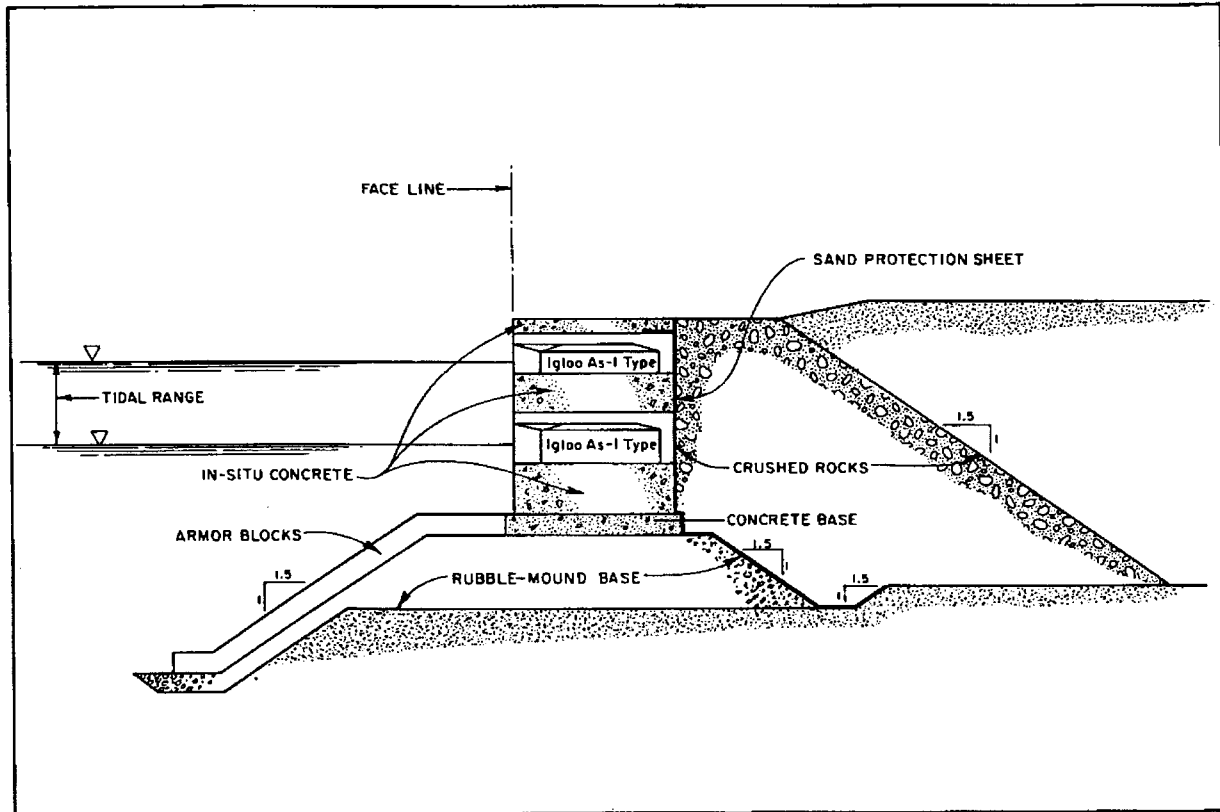 FACE LINE
SAND PROTECTION SHEET
Igloo As-I Type
TIDAL RANGE
1.5
1
Igloo As-I Type
IN-SITU CONCRETE
CRUSHED ROCKS
CONCRETE BASE
ARMOR BLOCKS
1.5
1
1.5
1
RUBBLE-MOUND BASE
1.5
1